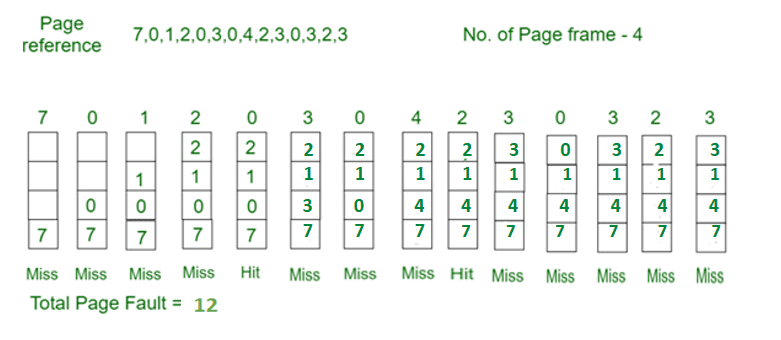 Page
reference
7,0,1,2,0,3,0,4,2,3,0,3,2,3
No. of Page frame - 4
7 0 1 2 0 3 0 4 2 3 0 3 2 3
2 2 2 2 2 2 3 0 3 2 3
1 1 1 1 1 1 1 1 1 1 1 1
0 0 0 0 3 0 4 4 4 4 4 4 4
7 7 7 7 7 7 7 7 7 7 7 7 7 7
Miss Miss Miss Miss Hit Miss Miss Miss Hit Miss Miss Miss Miss Miss
Total Page Fault = 12